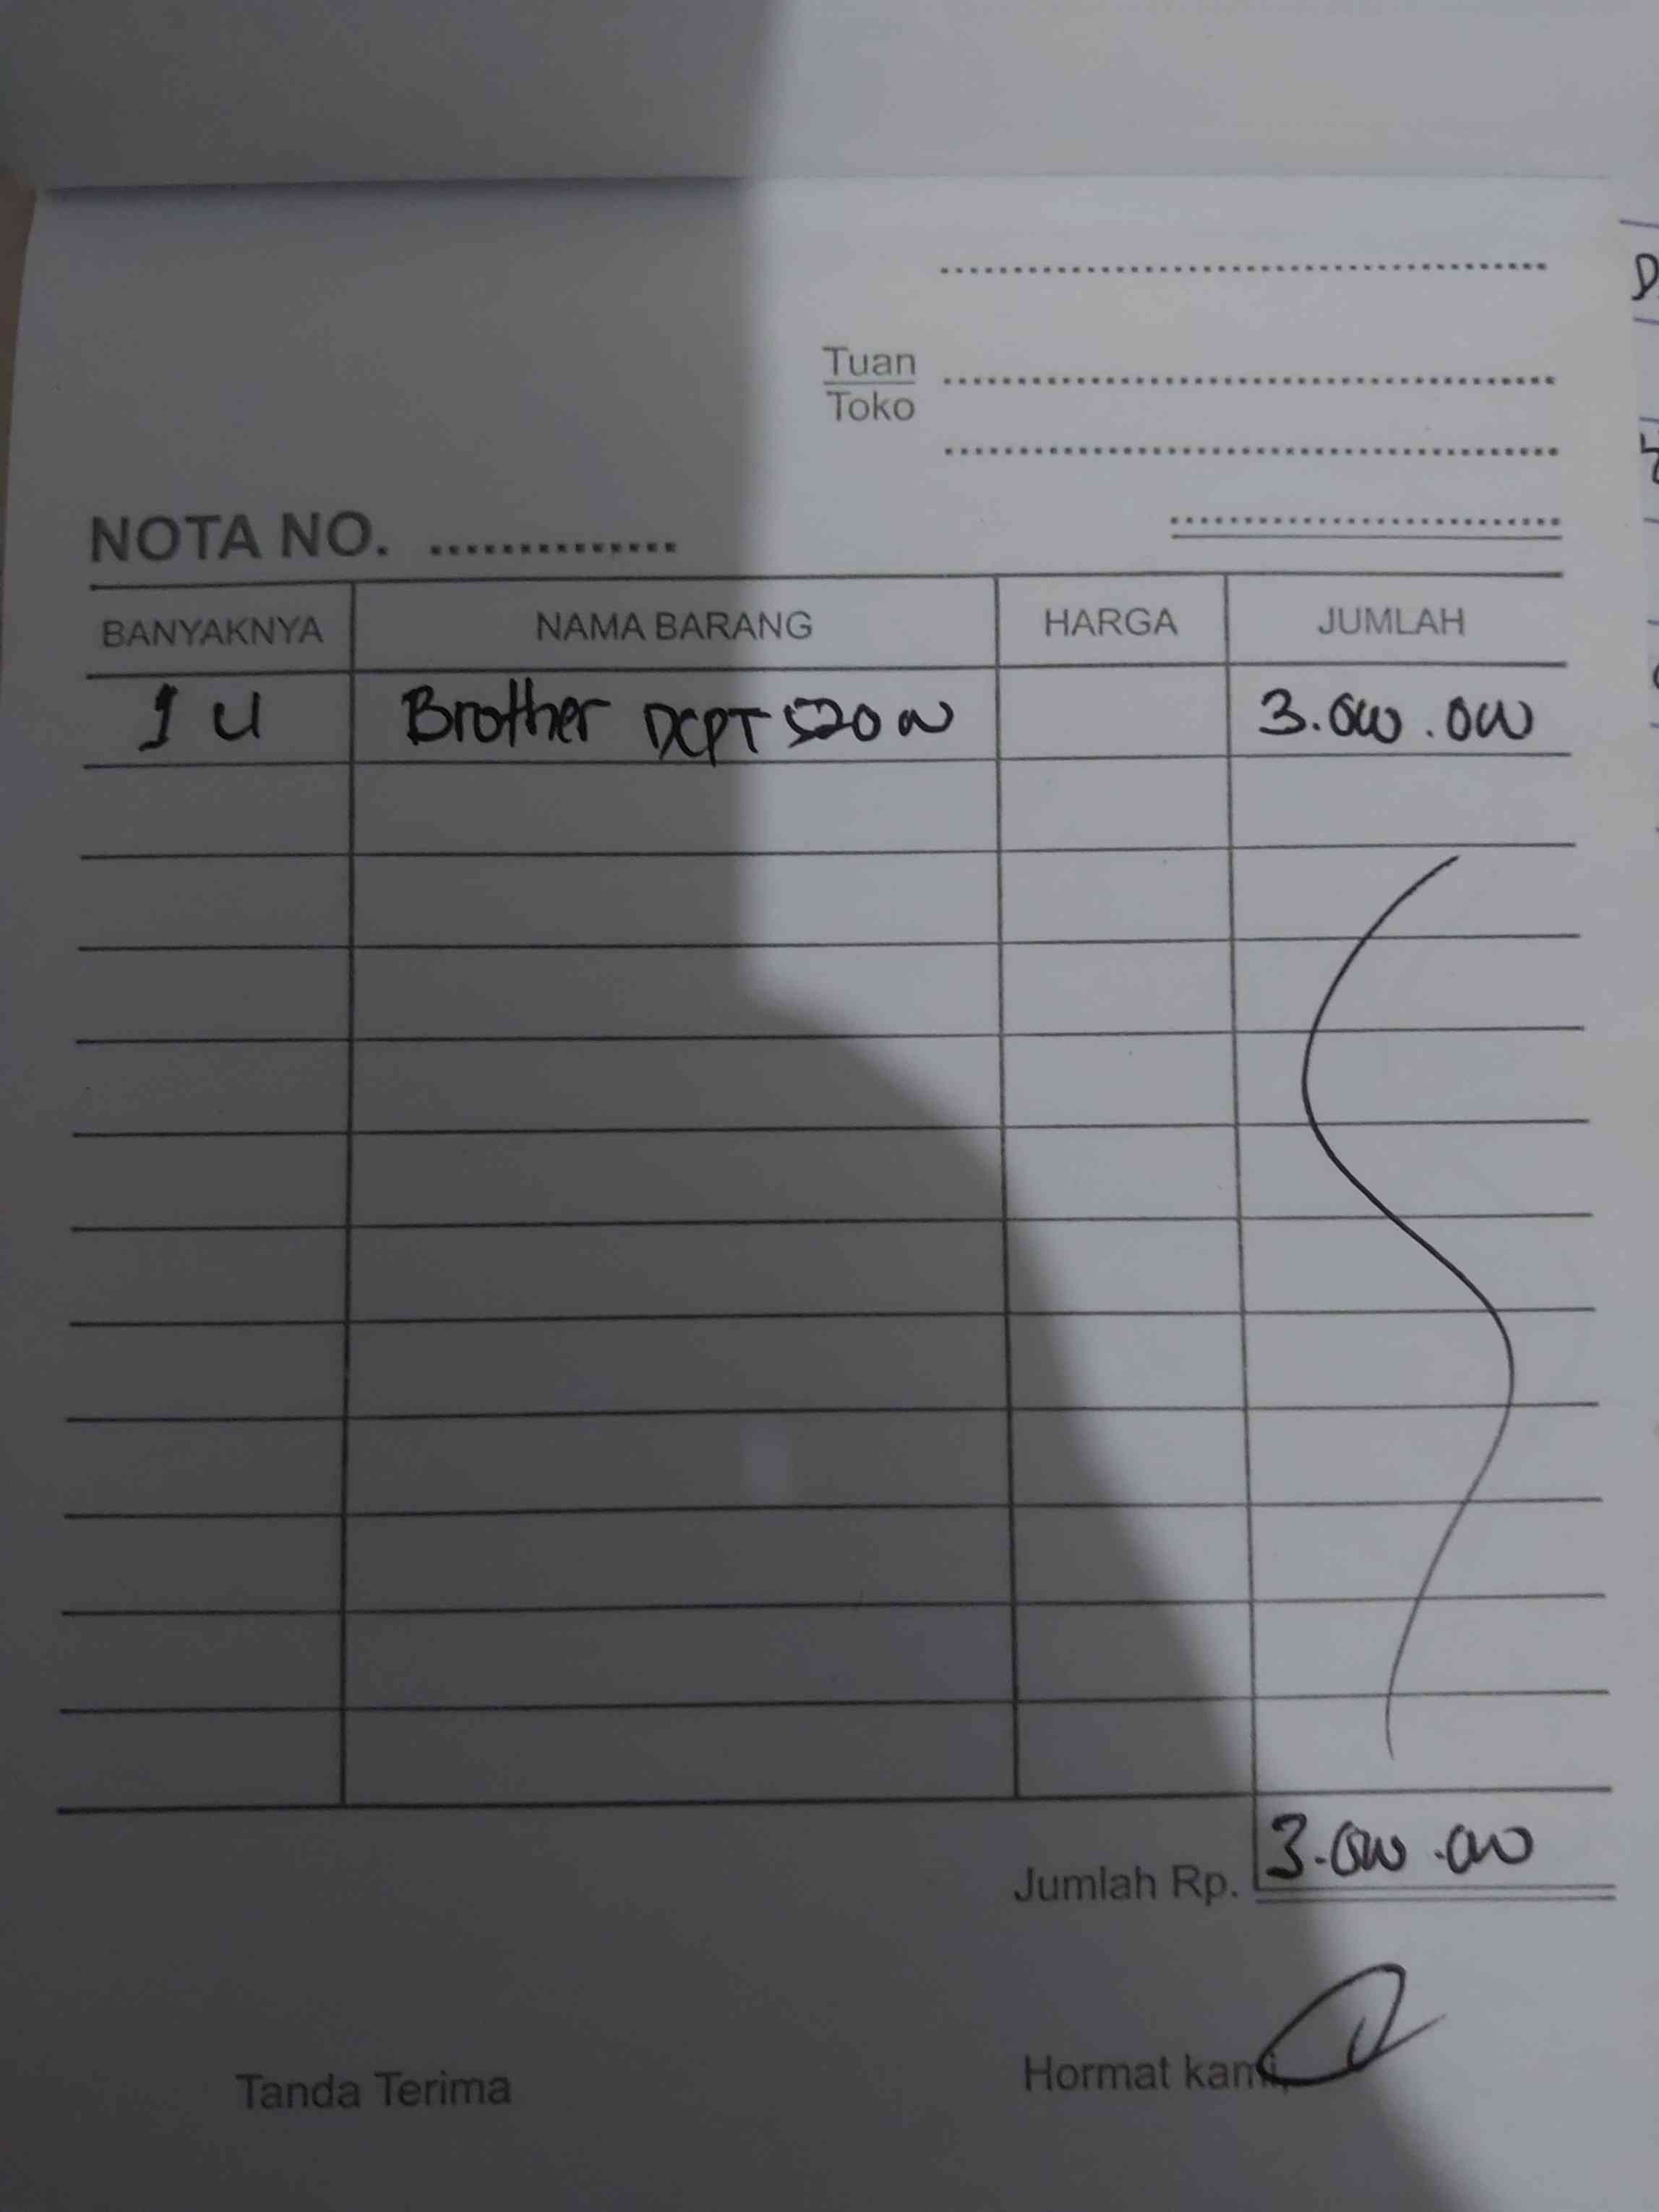 Tuan
Toko
NOTA NO. ..............
BANYAKNYA NAMA BARANG HARGA JUMLAH
1 U Brother DCPT 520 W 3.000.000
Jumlah Rp. 3.000.000
Tanda Terima Hormat kami,